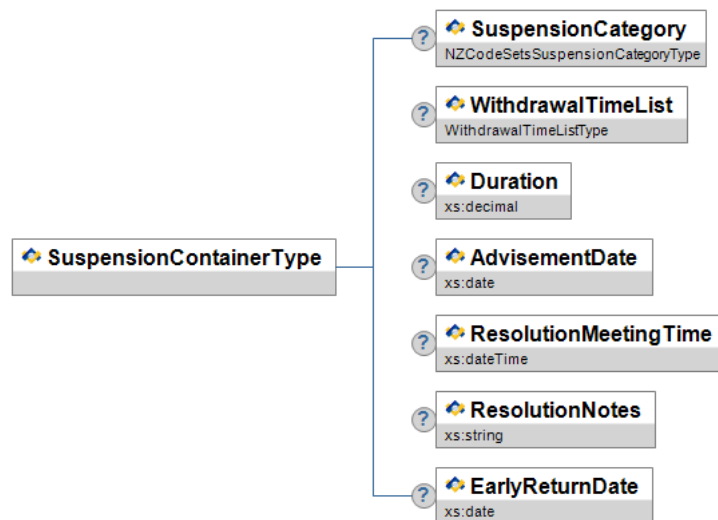 SuspensionContainerType
? SuspensionCategory
NZCodeSetsSuspensionCategoryType
? WithdrawalTimeList
WithdrawalTimeListType
? Duration
xs:decimal
? AdvisementDate
xs:date
? ResolutionMeetingTime
xs:dateTime
? ResolutionNotes
xs:string
? EarlyReturnDate
xs:date